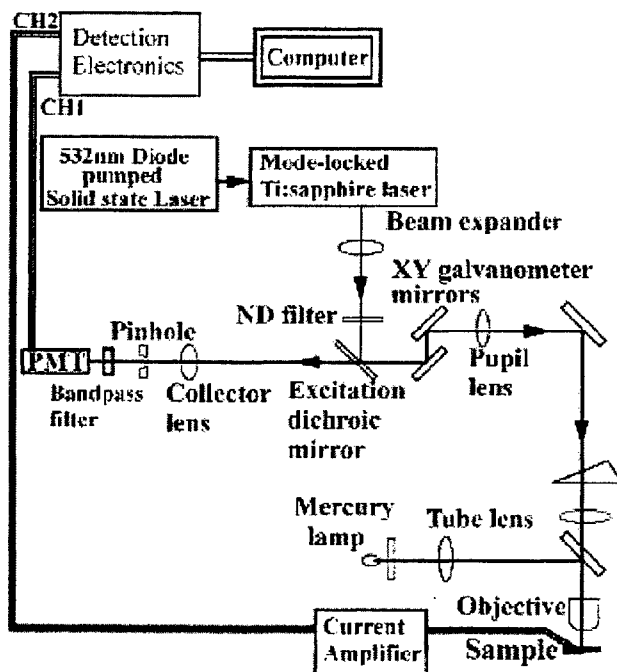 CH2
Detection
Electronics
Computer
CH1
532nm Diode
pumped
Solid state Laser
Mode-locked
Ti:sapphire laser
Beam expander
XY galvanometer
mirrors
ND filter
Pinhole
PMT
Bandpass
filter
Collector
lens
Excitation
dichroic
mirror
Pupil
lens
Mercury
lamp
Tube lens
Objective
Current
Amplifier
Sample